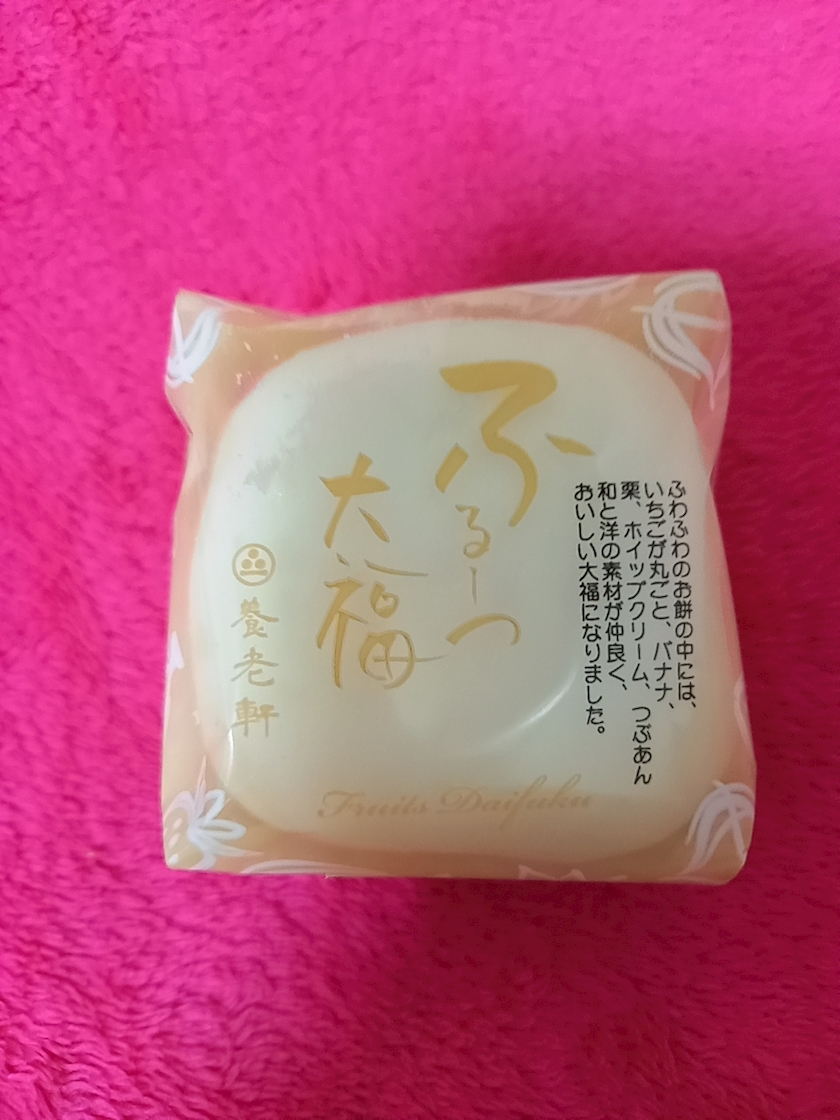 ふるーつ
大福
養老軒
ふわふわのお餅の中には、
いちごが丸ごと、バナナ、
栗、ホイップクリーム、つぶあん
和と洋の素材が仲良く、
おいしい大福になりました。
Fruits Daifuku